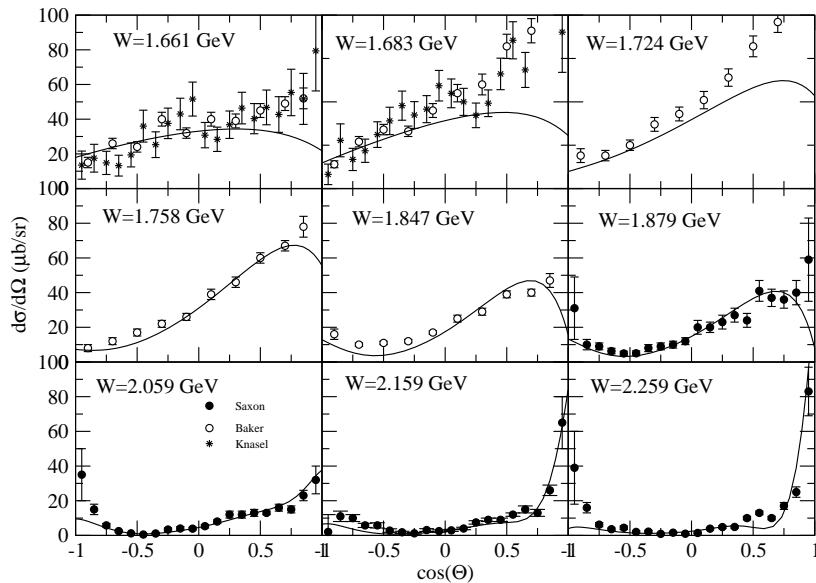 100
80
60
40
20
0
W=1.661 GeV
W=1.683 GeV
W=1.724 GeV
dσ/dΩ (μb/sr)
100
80
60
40
20
0
W=1.758 GeV
W=1.847 GeV
W=1.879 GeV
80
60
40
20
0
W=2.059 GeV
W=2.159 GeV
W=2.259 GeV
Saxon
Baker
Knasel
-1 -0.5 0 0.5 -1 -0.5 0 0.5 -1 -0.5 0 0.5 1
cos(Θ)